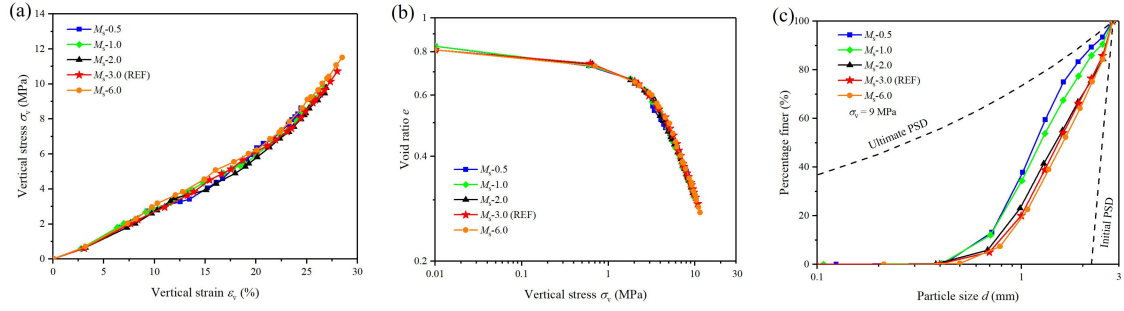 (a)
14
12
10
8
6
4
2
0
Vertical stress σv (MPa)
Ms-0.5
Ms-1.0
Ms-2.0
Ms-3.0 (REF)
Ms-6.0
0 5 10 15 20 25 30
Vertical strain εv (%)
(b)
1
0.8
0.6
0.4
0.2
Void ratio e
Ms-0.5
Ms-1.0
Ms-2.0
Ms-3.0 (REF)
Ms-6.0
0.01 0.1 1 10 30
Vertical stress σv (MPa)
(c)
100
80
60
40
20
0
Percentage finer (%)
Ms-0.5
Ms-1.0
Ms-2.0
Ms-3.0 (REF)
Ms-6.0
σv = 9 MPa
Ultimate PSD
Initial PSD
0.1 1 3
Particle size d (mm)